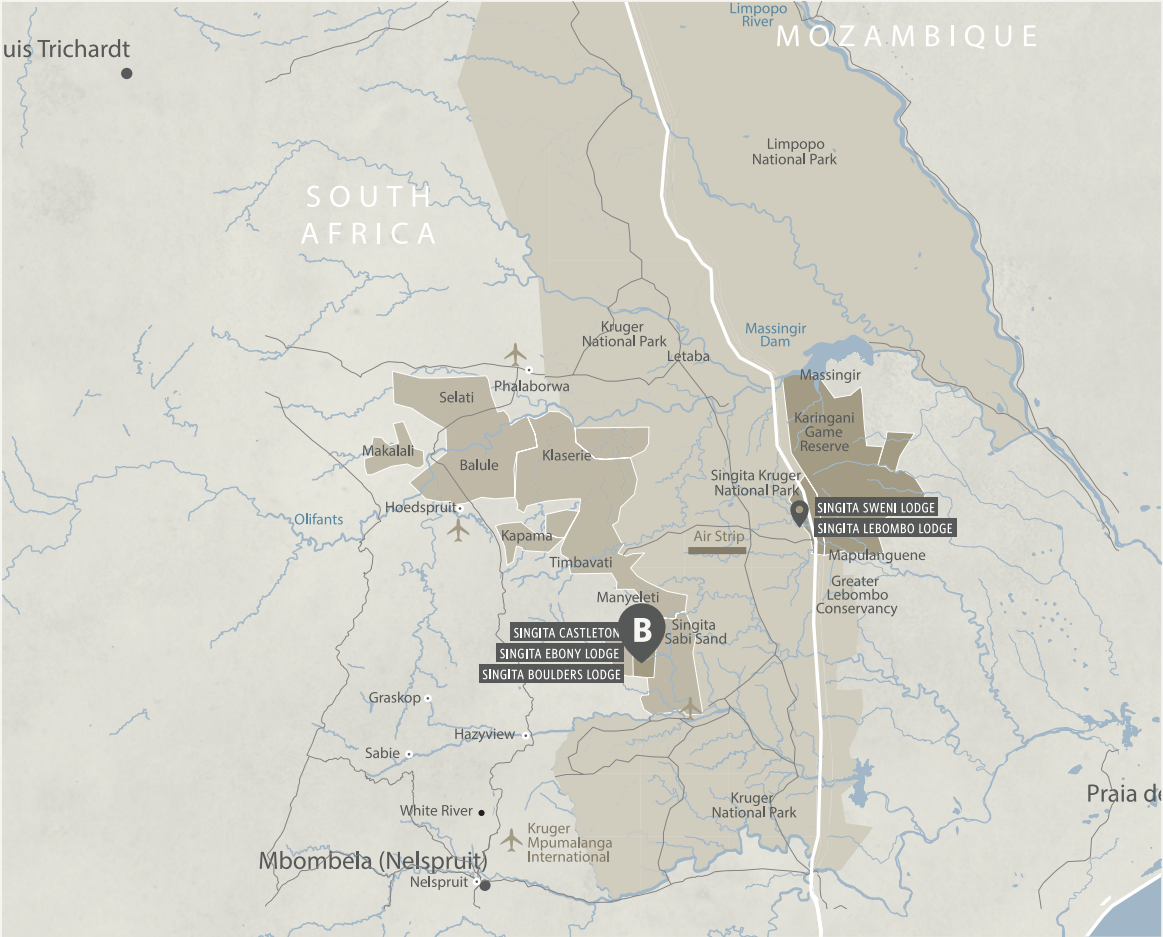 Limpopo
River
MOZAMBIQUE
uis Trichardt
Limpopo
National Park
SOUTH
AFRICA
Kruger
National Park
Massingir
Dam
Letaba
Massingir
Phalaborwa
Selati
Karingani
Game
Reserve
Makalali
Balule
Klaserie
Singita Kruger
National Park
Hoedspruit
SINGITA SWENI LODGE
Olifants
SINGITA LEBOMBO LODGE
Kapama
Air Strip
Mapulanguene
Timbavati
Greater
Lebombo
Conservancy
Manyeleti
B
Singita
Sabi Sand
SINGITA CASTLETON
SINGITA EBONY LODGE
SINGITA BOULDERS LODGE
Graskop
Hazyview
Sabie
Praia de
Kruger
National Park
White River
Kruger
Mpumalanga
International
Mbombela (Nelspruit)
Nelspruit